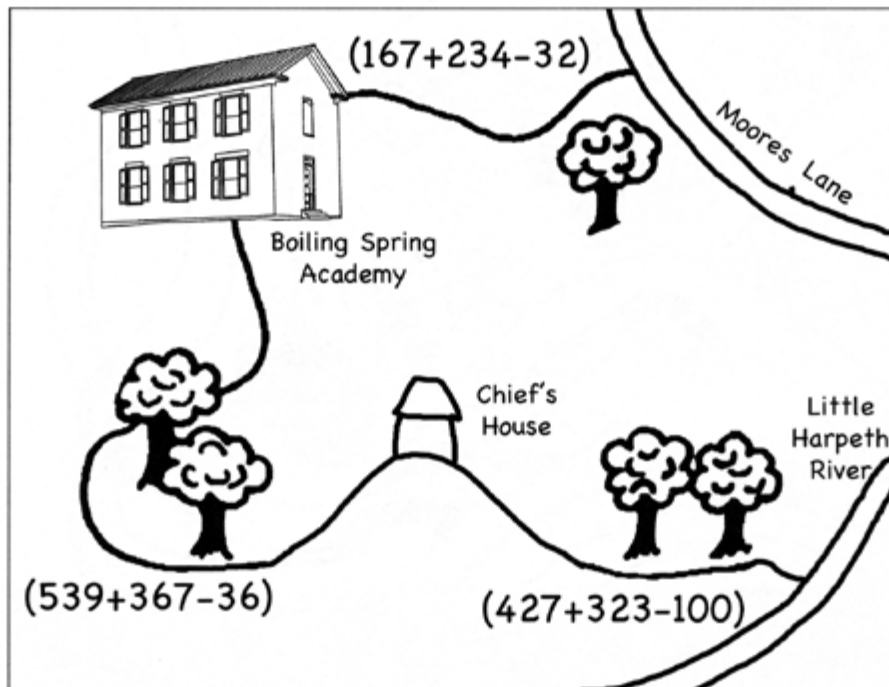 (167+234-32)
Moores Lane
Boiling Spring
Academy
Chief's
House
Little
Harpeth
River
(539+367-36)
(427+323-100)